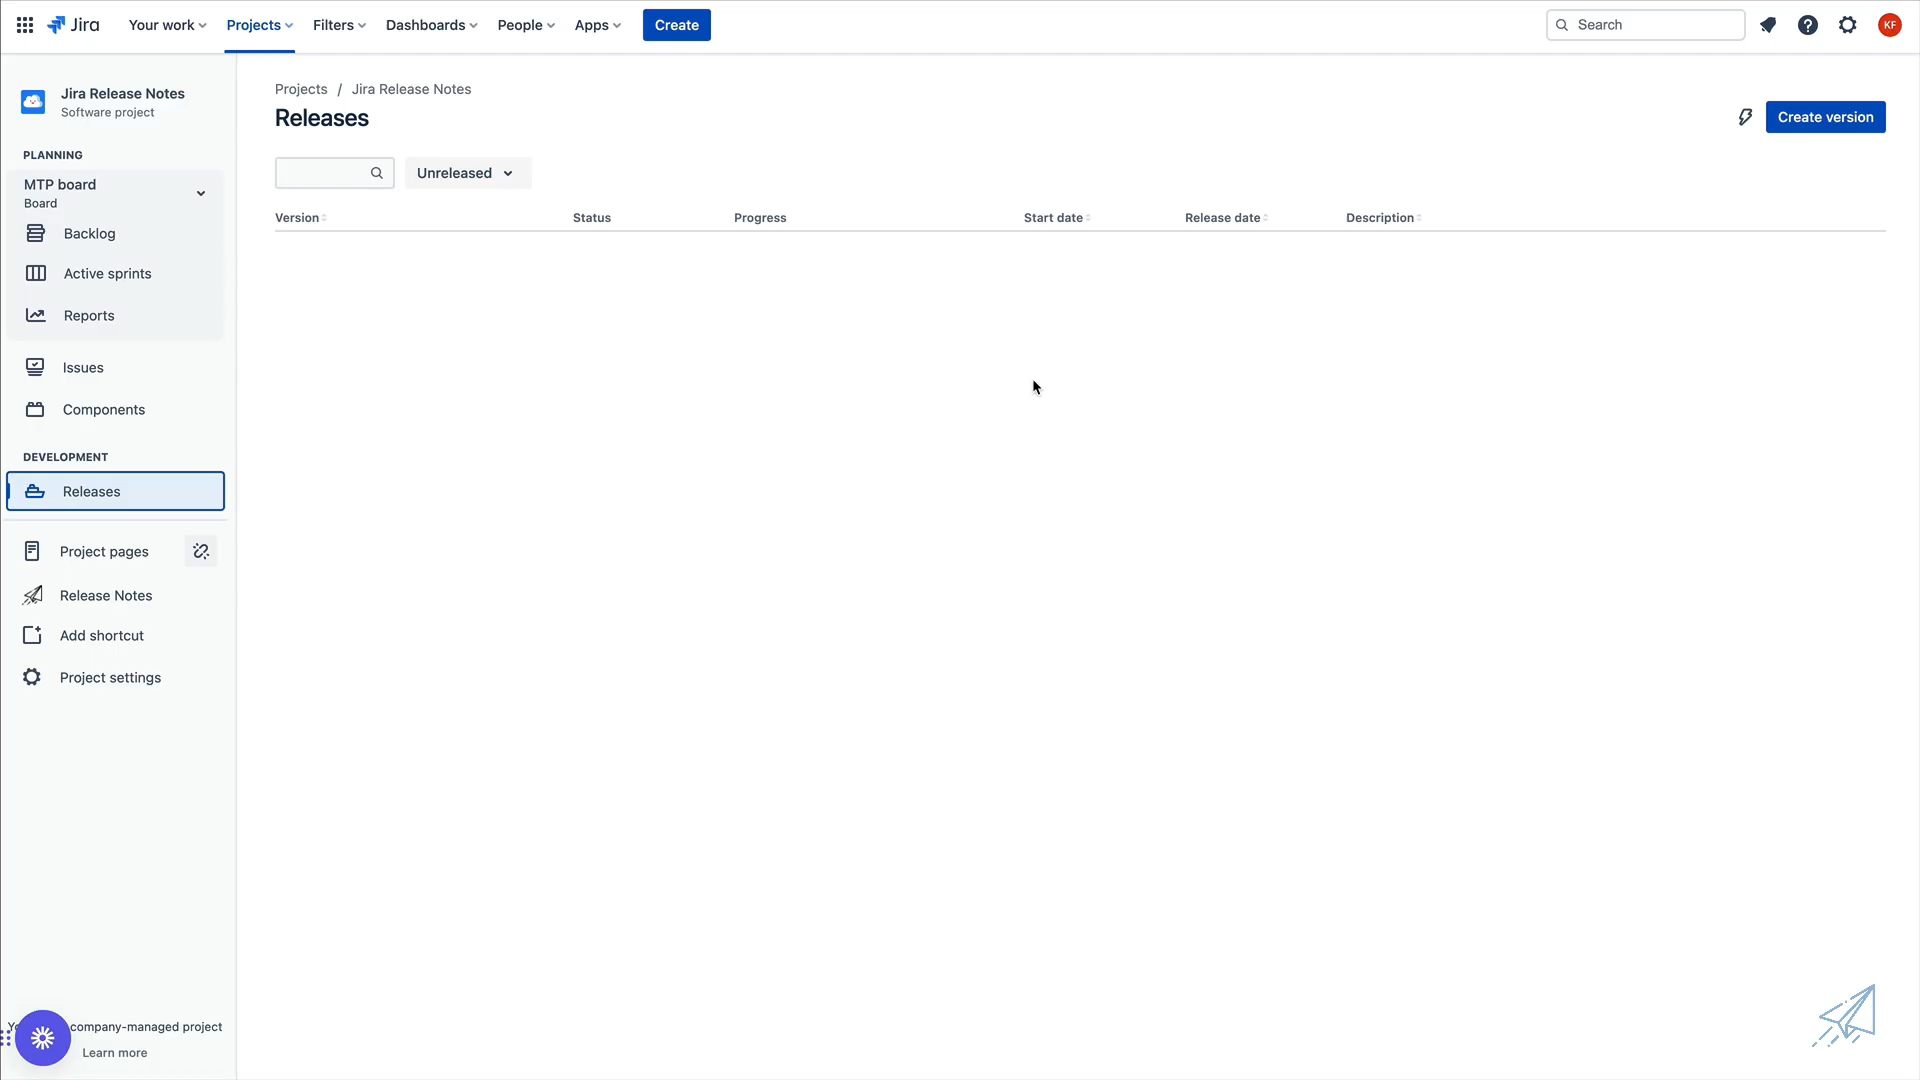 Jira
Your work
Projects
Filters
Dashboards
People
Apps
Create
Search
KF
Jira Release Notes
Software project
PLANNING
MTP board
Board
Backlog
Active sprints
Reports
Issues
Components
DEVELOPMENT
Releases
Project pages
Release Notes
Add shortcut
Project settings
company-managed project
Learn more
Projects / Jira Release Notes
Releases
Create version
Unreleased
Version Status Progress Start date Release date Description